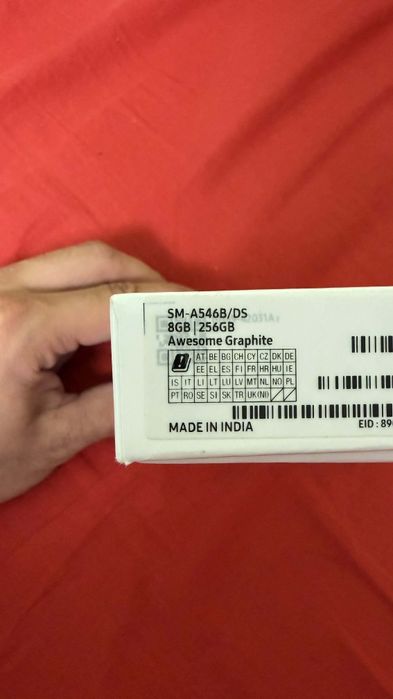 SM-A546B/DS
8GB | 256GB
Awesome Graphite
AT BE BG CH CY CZ DK DE
EE EL ES FI FR HR HU IE
IS IT LI LT LU LV MT NL NO PL
PT RO SE SI SK TR UK(NI)
MADE IN INDIA
EID : 89